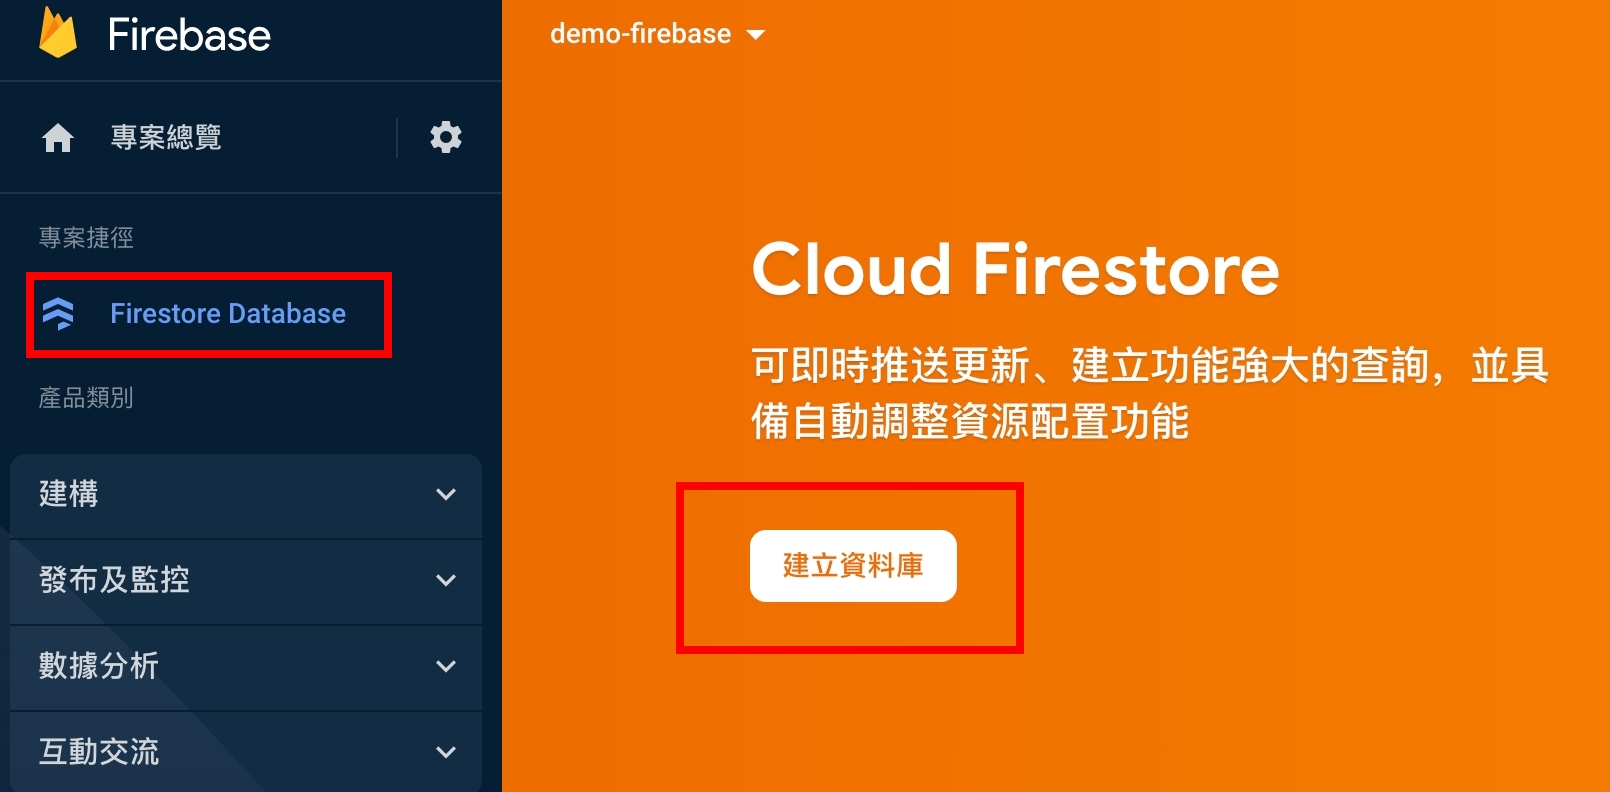 Firebase
專案總覽
專案捷徑
Firestore Database
產品類別
建構
發布及監控
數據分析
互動交流
demo-firebase
Cloud Firestore
可即時推送更新、建立功能強大的查詢，並具
備自動調整資源配置功能
建立資料庫